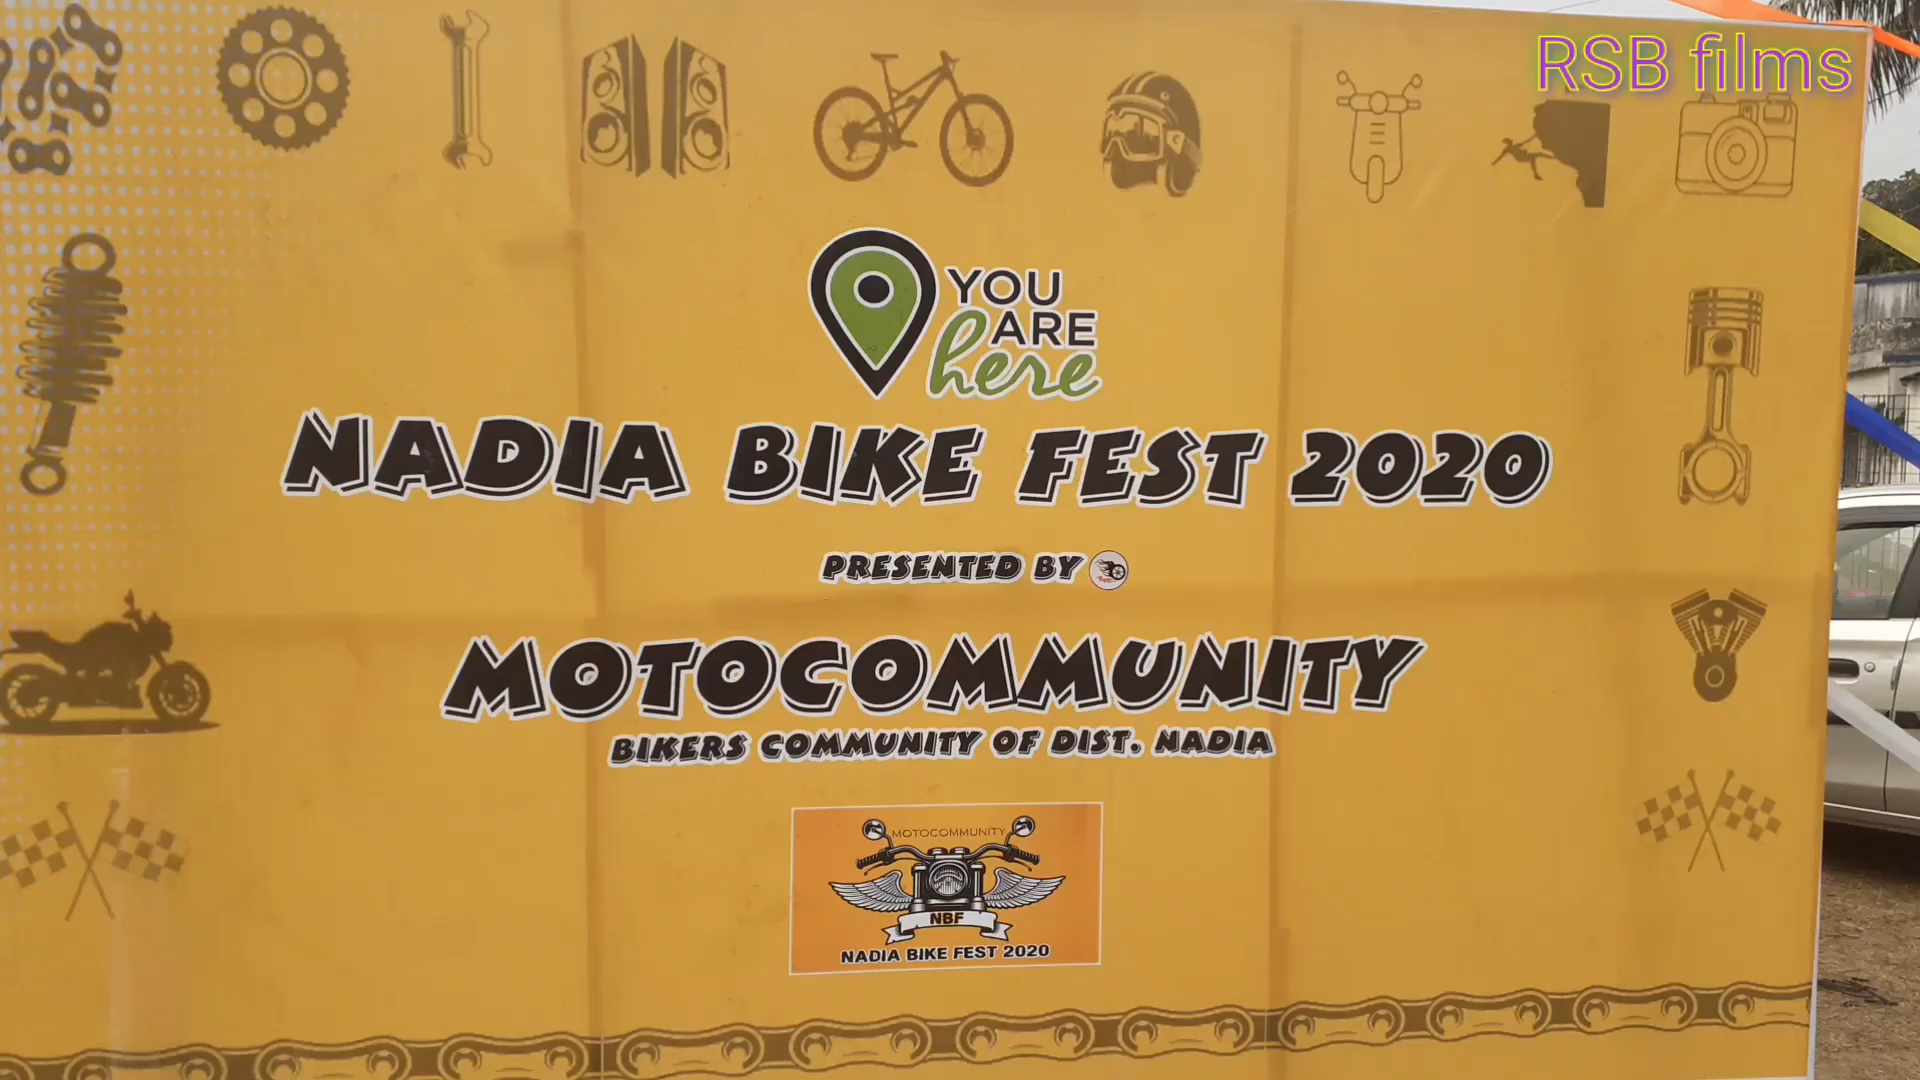 RSB films
YOU
ARE
here
NADIA BIKE FEST 2020
PRESENTED BY
MOTOCOMMUNITY
BIKERS COMMUNITY OF DIST. NADIA
MOTOCOMMUNITY
NBF
NADIA BIKE FEST 2020